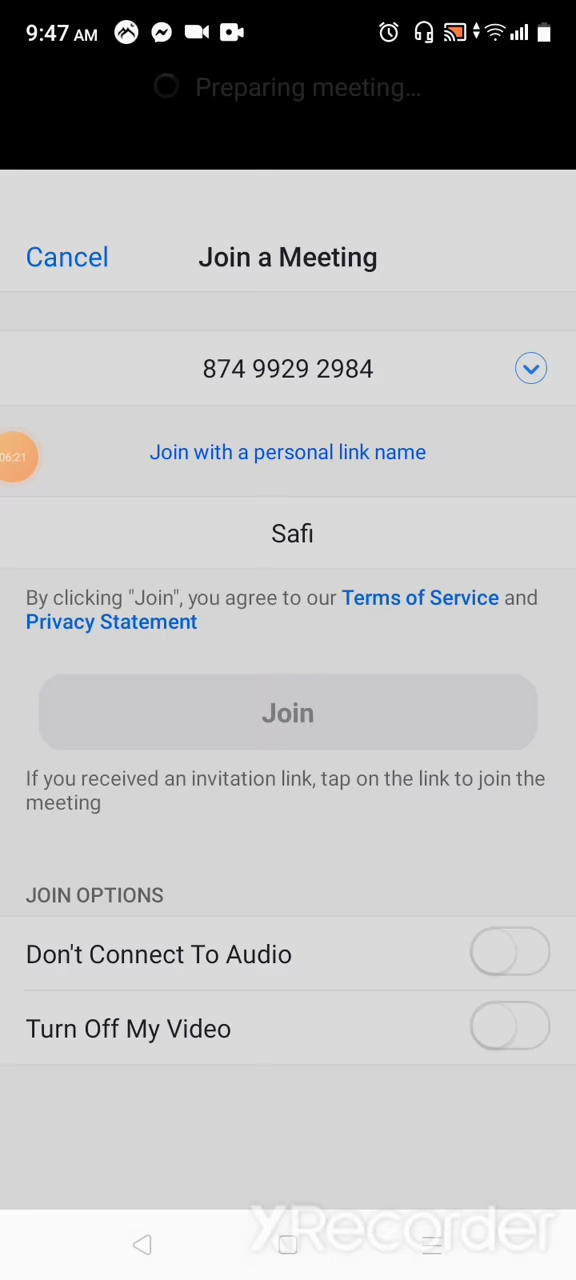 9:47 AM
Preparing meeting...
Cancel
Join a Meeting
874 9929 2984
06:21
Join with a personal link name
Safi
By clicking "Join", you agree to our Terms of Service and
Privacy Statement
Join
If you received an invitation link, tap on the link to join the
meeting
JOIN OPTIONS
Don't Connect To Audio
Turn Off My Video
XRecorder